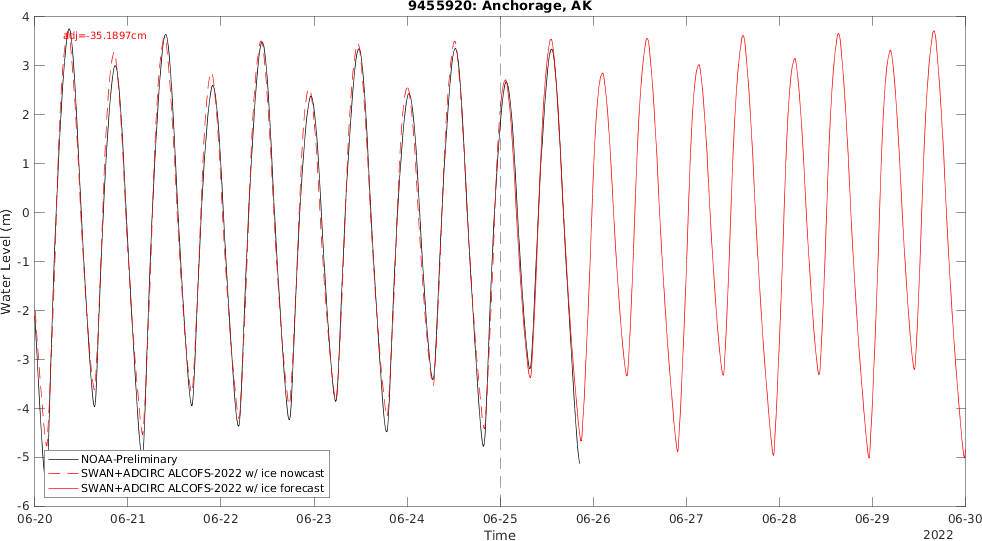 9455920: Anchorage, AK
adj=-35.1897cm
4
3
2
1
0
-1
-2
-3
-4
-5
-6
Water Level (m)
NOAA-Preliminary
SWAN+ADCIRC ALCOFS-2022 w/ ice nowcast
SWAN+ADCIRC ALCOFS-2022 w/ ice forecast
06-20 06-21 06-22 06-23 06-24 06-25 06-26 06-27 06-28 06-29 06-30
Time
2022